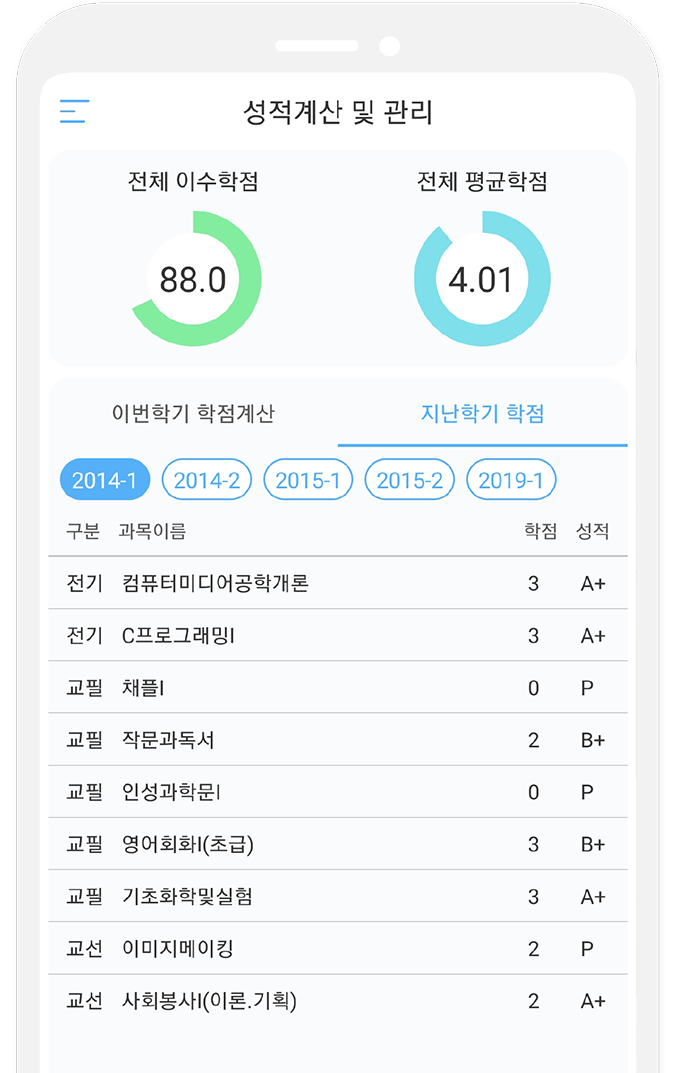 성적계산 및 관리
전체 이수학점 전체 평균학점
88.0 4.01
이번학기 학점계산 지난학기 학점
2014-1 2014-2 2015-1 2015-2 2019-1
구분 과목이름 학점 성적
전기 컴퓨터미디어공학개론 3 A+
전기 C프로그래밍I 3 A+
교필 채플I 0 P
교필 작문과독서 2 B+
교필 인성과학문I 0 P
교필 영어회화I(초급) 3 B+
교필 기초화학및실험 3 A+
교선 이미지메이킹 2 P
교선 사회봉사I(이론.기획) 2 A+